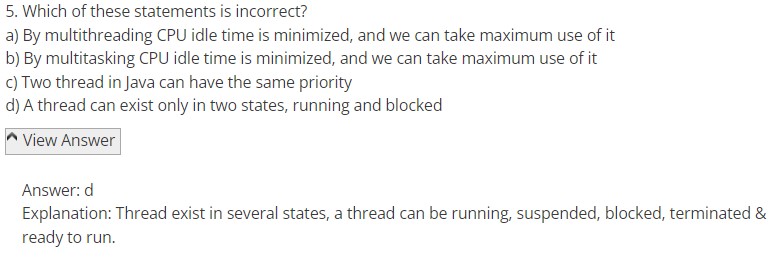 5. Which of these statements is incorrect?
a) By multithreading CPU idle time is minimized, and we can take maximum use of it
b) By multitasking CPU idle time is minimized, and we can take maximum use of it
c) Two thread in Java can have the same priority
d) A thread can exist only in two states, running and blocked
View Answer
Answer: d
Explanation: Thread exist in several states, a thread can be running, suspended, blocked, terminated &
ready to run.